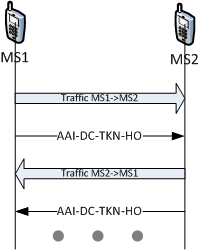 MS1 MS2
Traffic MS1->MS2
AAI-DC-TKN-HO
Traffic MS2->MS1
AAI-DC-TKN-HO